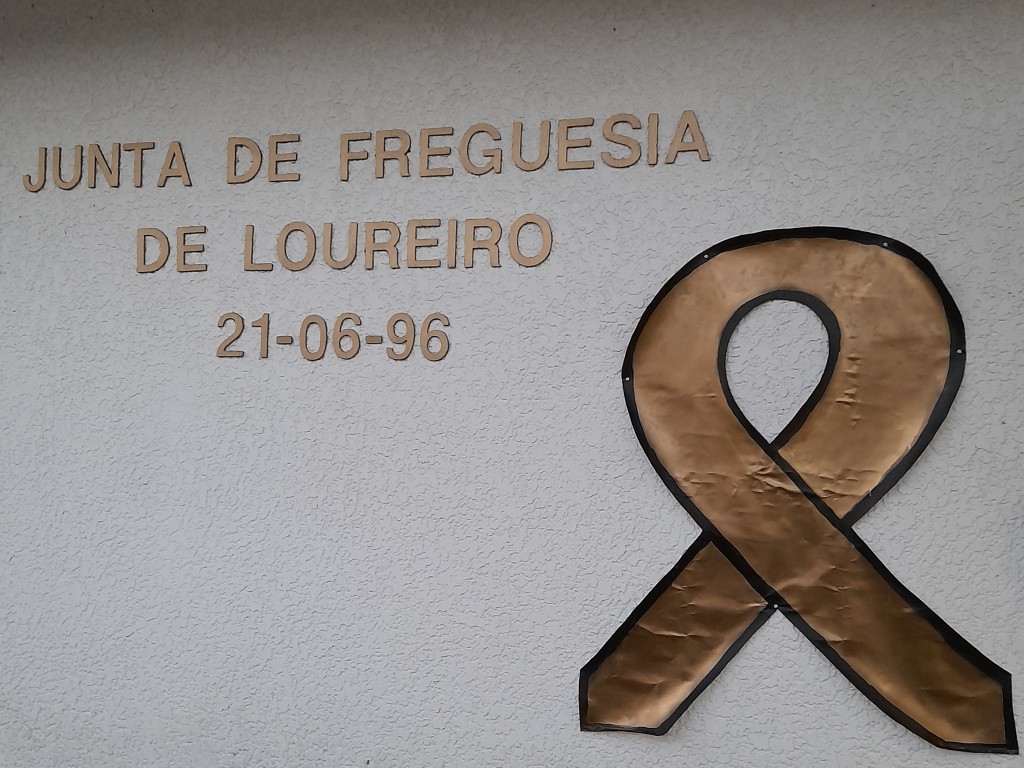 JUNTA DE FREGUESIA
DE LOUREIRO
21-06-96